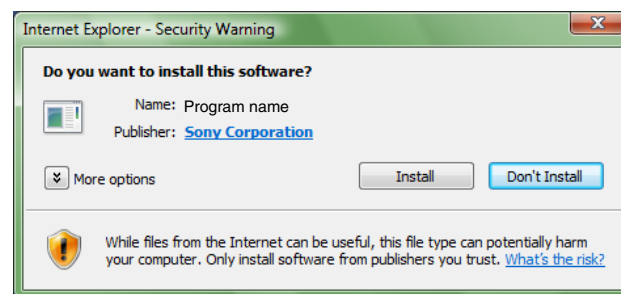 Internet Explorer - Security Warning
Do you want to install this software?
Name: Program name
Publisher: Sony Corporation
More options
Install
Don't Install
While files from the Internet can be useful, this file type can potentially harm
your computer. Only install software from publishers you trust. What's the risk?